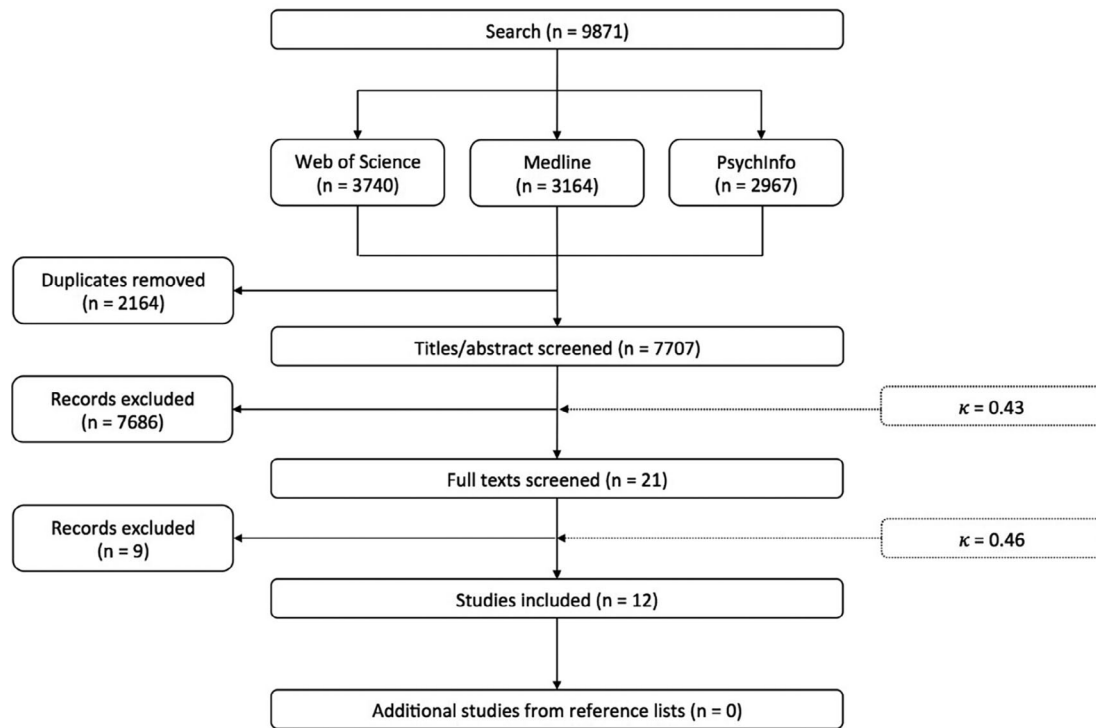 Search (n = 9871)
Web of Science
(n = 3740)
Medline
(n = 3164)
PsychInfo
(n = 2967)
Duplicates removed
(n = 2164)
Titles/abstract screened (n = 7707)
Records excluded
(n = 7686)
κ = 0.43
Full texts screened (n = 21)
Records excluded
(n = 9)
κ = 0.46
Studies included (n = 12)
Additional studies from reference lists (n = 0)